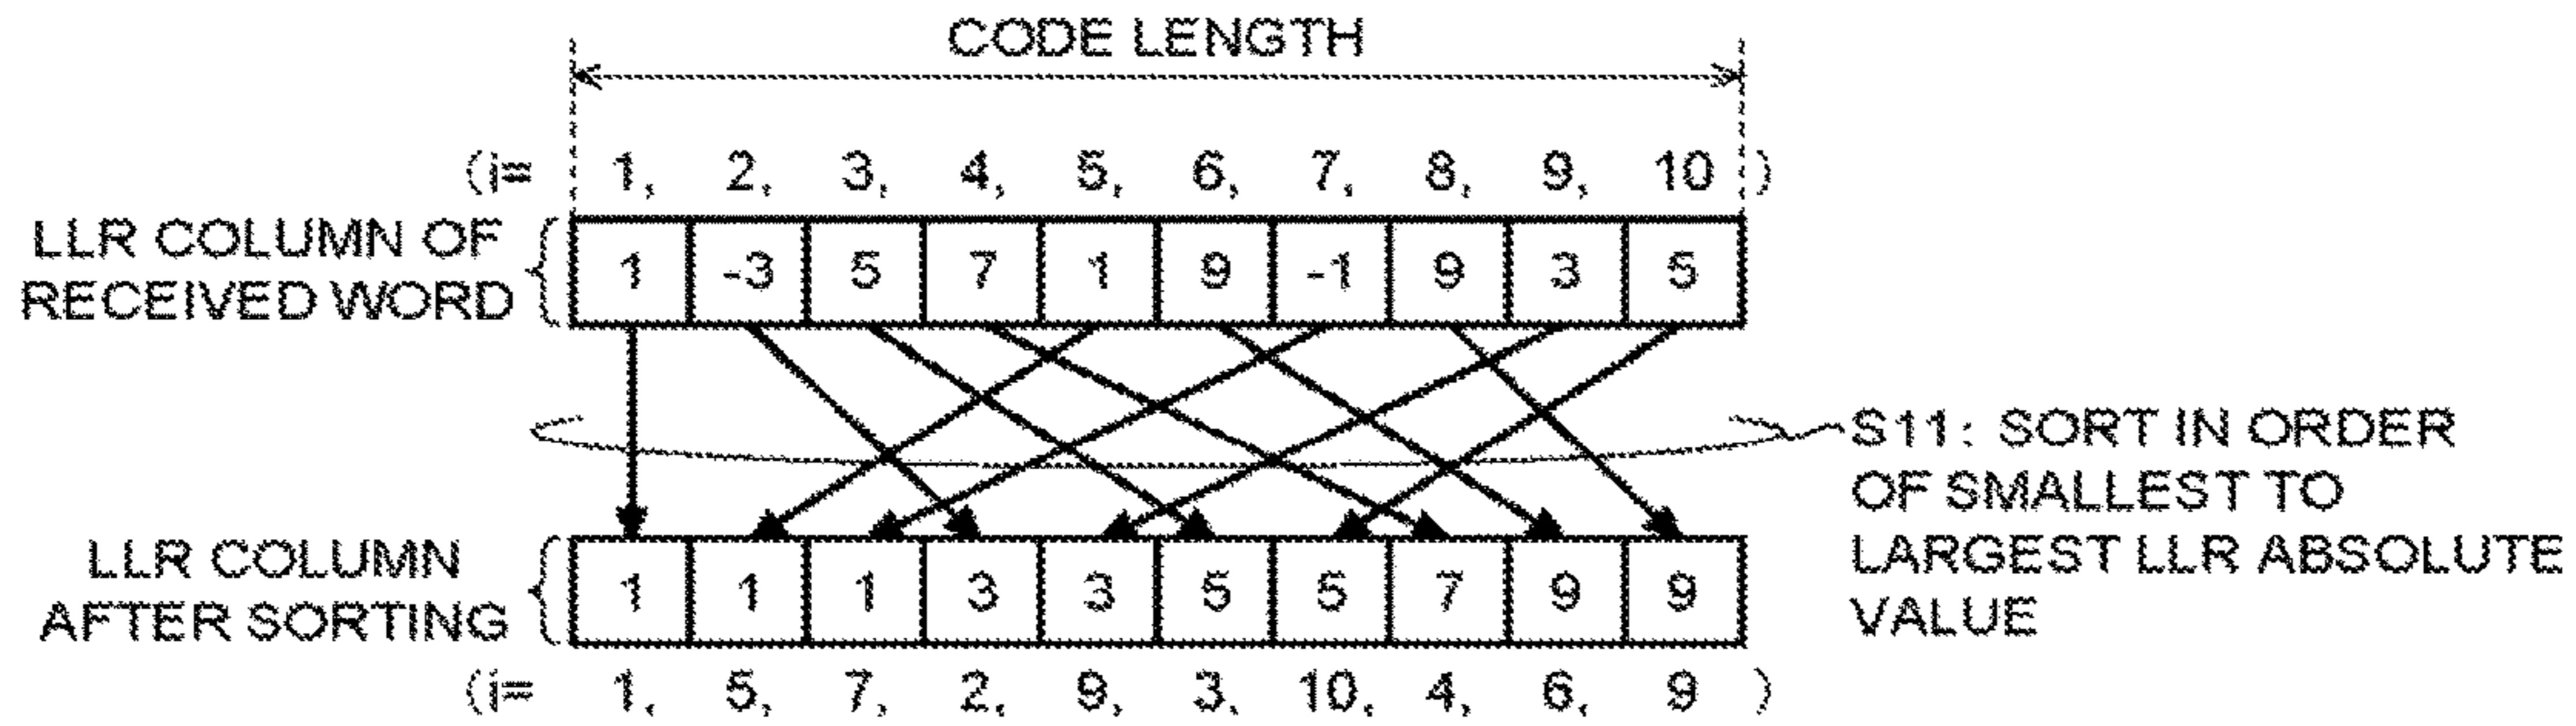 CODE LENGTH
(i= 1, 2, 3, 4, 5, 6, 7, 8, 9, 10 )
LLR COLUMN OF
RECEIVED WORD
1 -3 5 7 1 9 -1 9 3 5
S11: SORT IN ORDER
OF SMALLEST TO
LARGEST LLR ABSOLUTE
VALUE
LLR COLUMN
AFTER SORTING
1 1 1 3 3 5 5 7 9 9
(i= 1, 5, 7, 2, 9, 3, 10, 4, 6, 9 )